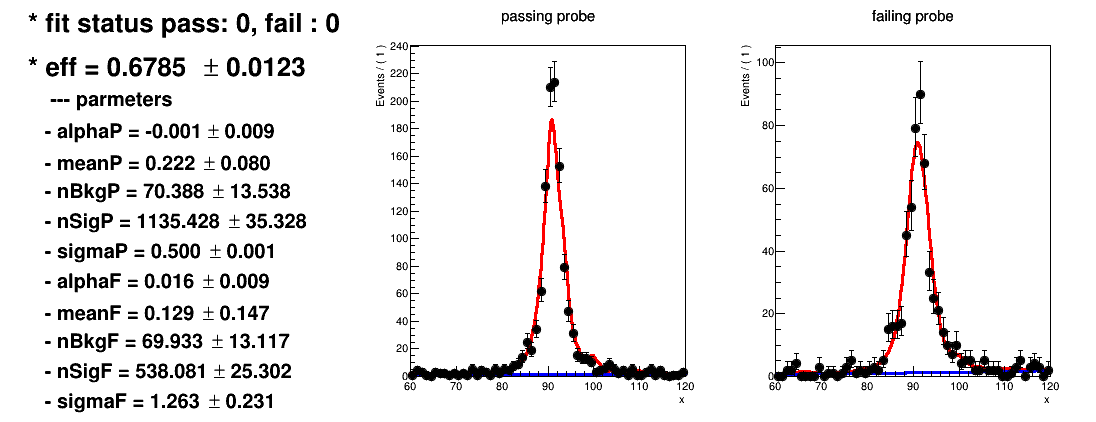 * fit status pass: 0, fail : 0
* eff = 0.6785 ± 0.0123
--- parmeters
- alphaP = -0.001 ± 0.009
- meanP = 0.222 ± 0.080
- nBkgP = 70.388 ± 13.538
- nSigP = 1135.428 ± 35.328
- sigmaP = 0.500 ± 0.001
- alphaF = 0.016 ± 0.009
- meanF = 0.129 ± 0.147
- nBkgF = 69.933 ± 13.117
- nSigF = 538.081 ± 25.302
- sigmaF = 1.263 ± 0.231
passing probe
Events / ( 1 )
240
220
200
180
160
140
120
100
80
60
40
20
0
60 70 80 90 100 110 120
x
failing probe
Events / ( 1 )
100
80
60
40
20
0
60 70 80 90 100 110 120
x